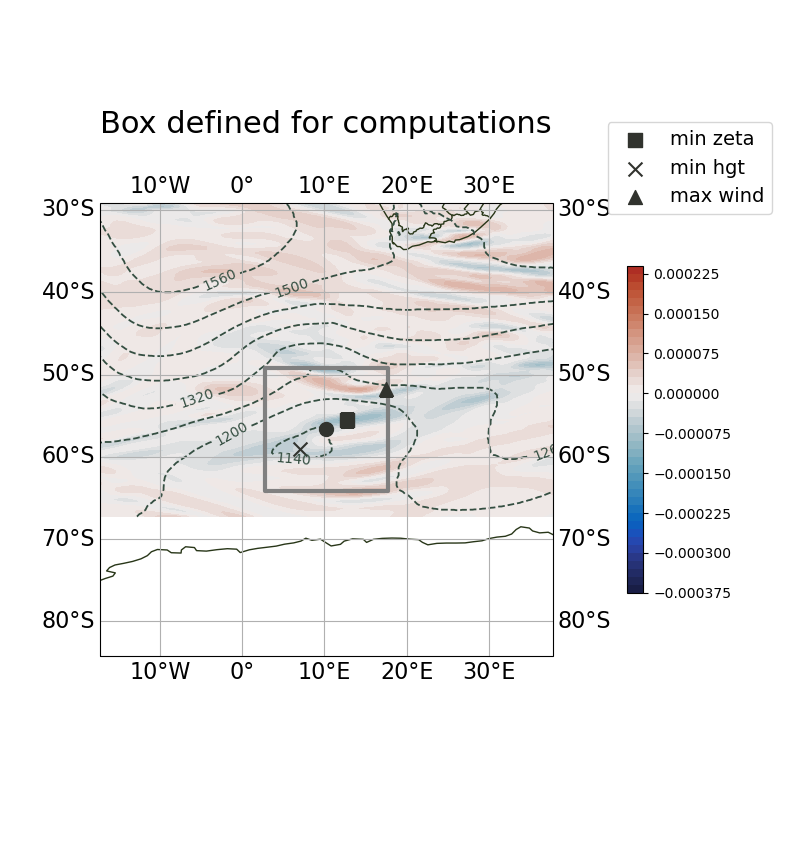 Box defined for computations
min zeta
min hgt
max wind
10°W 0° 10°E 20°E 30°E
30°S 30°S
40°S 40°S
50°S 50°S
60°S 60°S
70°S 70°S
80°S 80°S
10°W 0° 10°E 20°E 30°E
1560
1500
1320
1200
1140
0.000225
0.000150
0.000075
0.000000
−0.000075
−0.000150
−0.000225
−0.000300
−0.000375